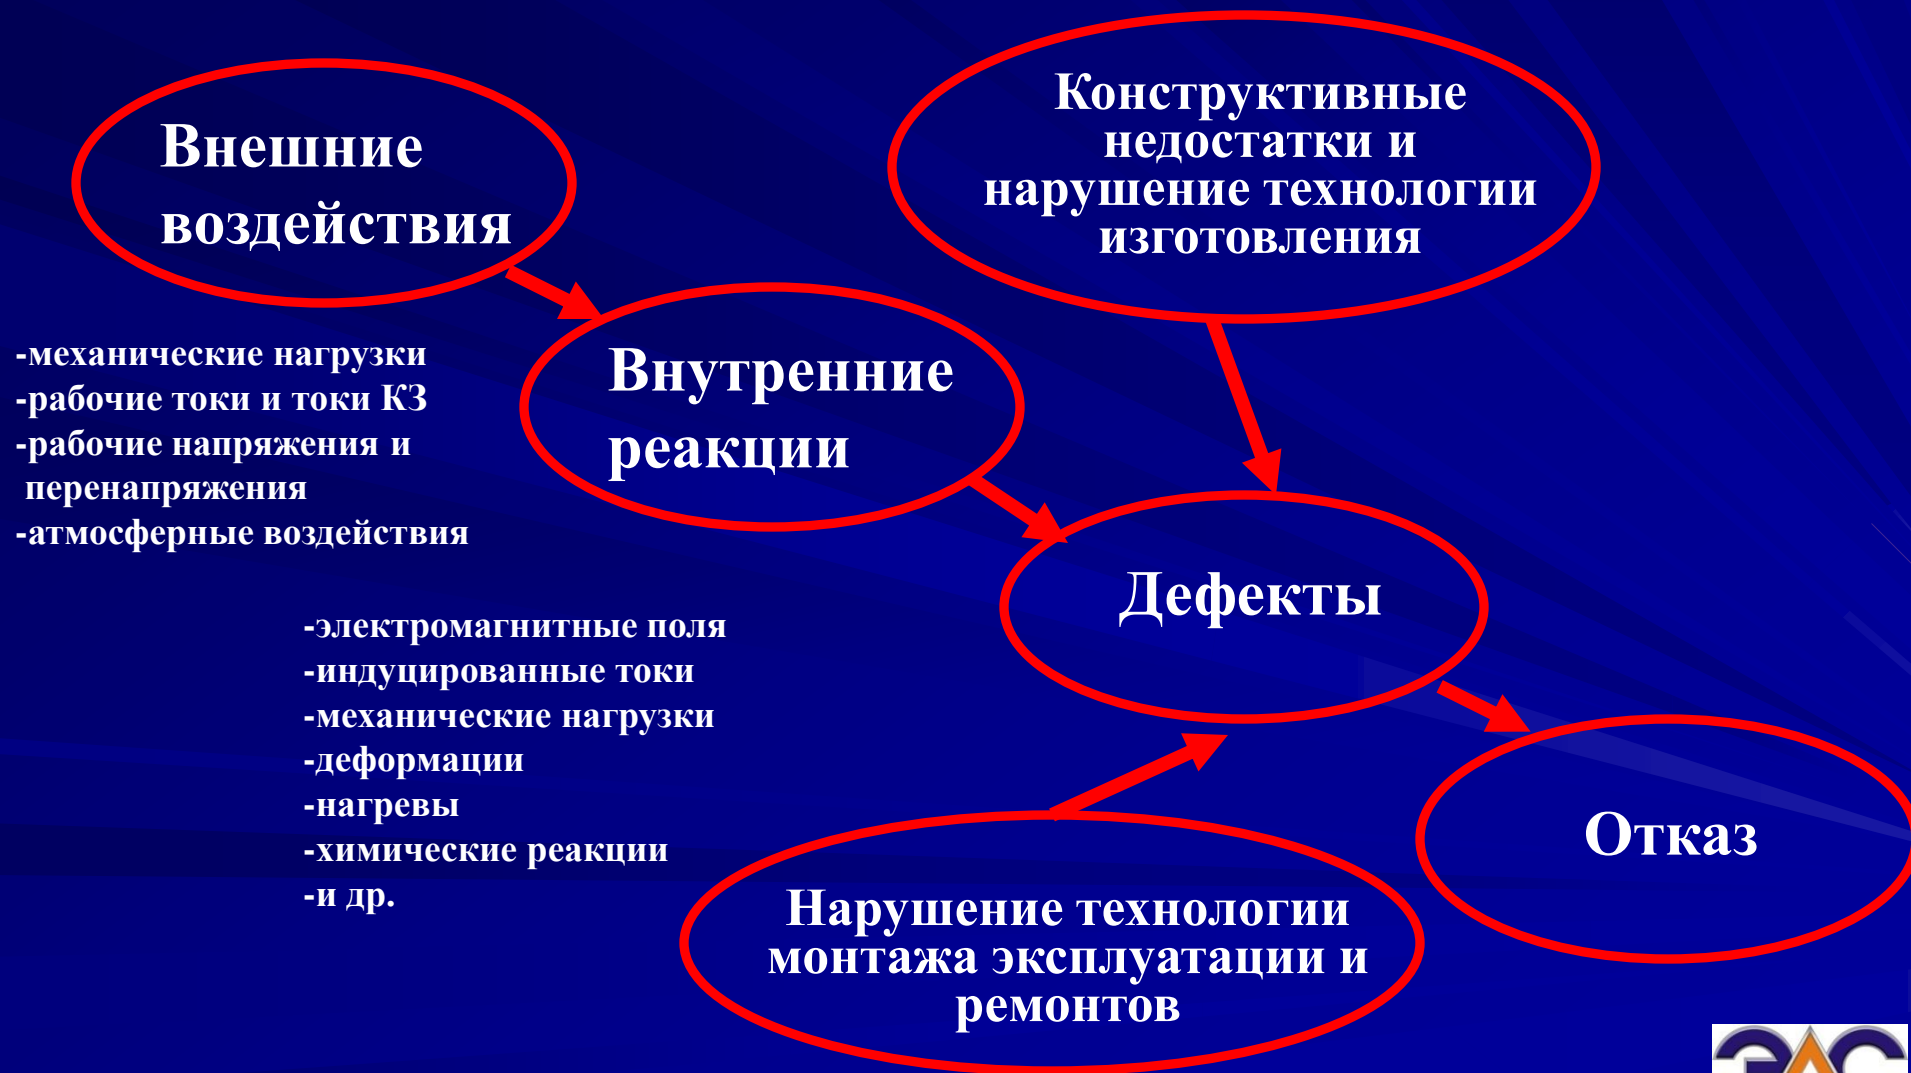 Внешние
воздействия
Конструктивные
недостатки и
нарушение технологии
изготовления
-механические нагрузки
-рабочие токи и токи КЗ
-рабочие напряжения и
перенапряжения
-атмосферные воздействия
Внутренние
реакции
-электромагнитные поля
-индуцированные токи
-механические нагрузки
-деформации
-нагревы
-химические реакции
-и др.
Дефекты
Отказ
Нарушение технологии
монтажа эксплуатации и
ремонтов